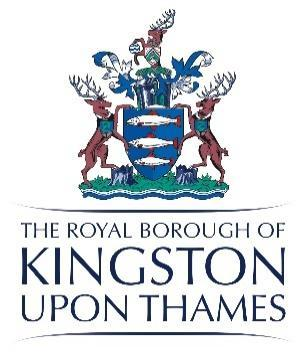 THE ROYAL BOROUGH OF
KINGSTON
UPON THAMES